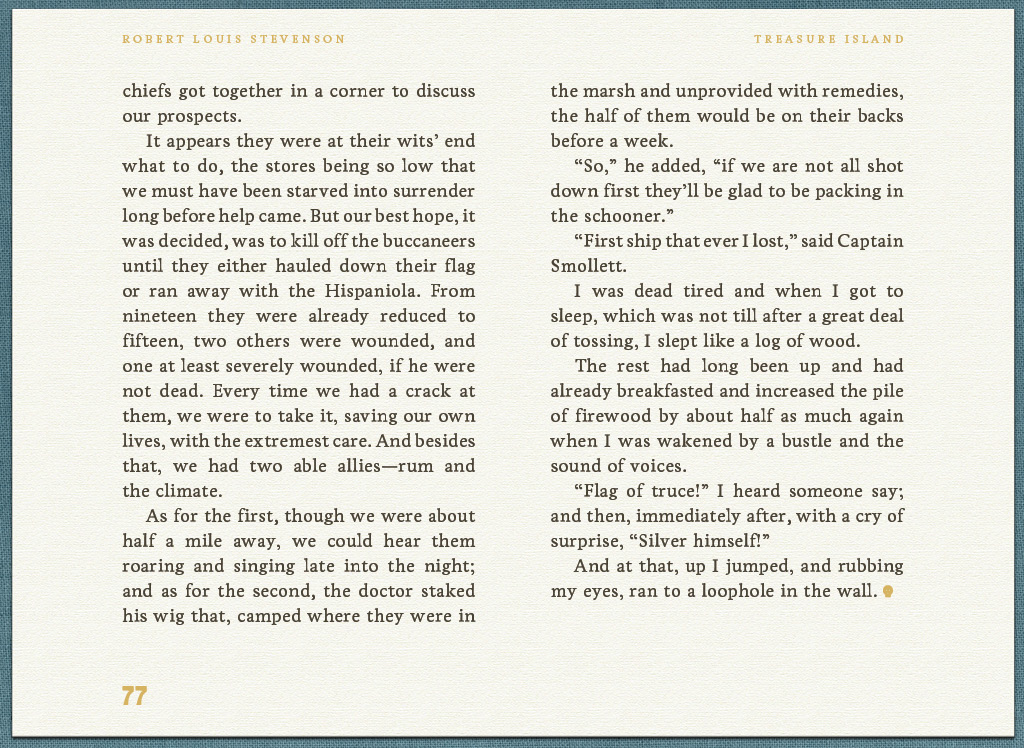 ROBERT LOUIS STEVENSON
TREASURE ISLAND
chiefs got together in a corner to discuss
our prospects.
It appears they were at their wits’ end
what to do, the stores being so low that
we must have been starved into surrender
long before help came. But our best hope, it
was decided, was to kill off the buccaneers
until they either hauled down their flag
or ran away with the Hispaniola. From
nineteen they were already reduced to
fifteen, two others were wounded, and
one at least severely wounded, if he were
not dead. Every time we had a crack at
them, we were to take it, saving our own
lives, with the extremest care. And besides
that, we had two able allies—rum and
the climate.
As for the first, though we were about
half a mile away, we could hear them
roaring and singing late into the night;
and as for the second, the doctor staked
his wig that, camped where they were in
the marsh and unprovided with remedies,
the half of them would be on their backs
before a week.
“So,” he added, “if we are not all shot
down first they’ll be glad to be packing in
the schooner.”
“First ship that ever I lost,” said Captain
Smollett.
I was dead tired and when I got to
sleep, which was not till after a great deal
of tossing, I slept like a log of wood.
The rest had long been up and had
already breakfasted and increased the pile
of firewood by about half as much again
when I was wakened by a bustle and the
sound of voices.
“Flag of truce!” I heard someone say;
and then, immediately after, with a cry of
surprise, “Silver himself!”
And at that, up I jumped, and rubbing
my eyes, ran to a loophole in the wall.
77